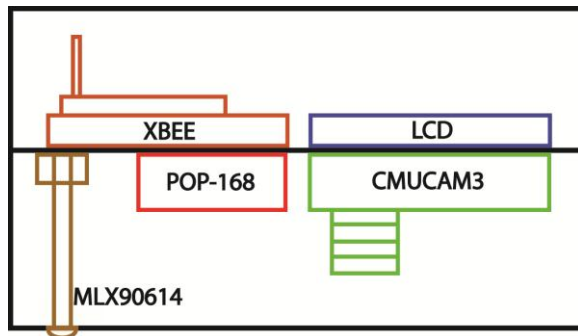 XBEE
LCD
POP-168
CMUCAM3
MLX90614